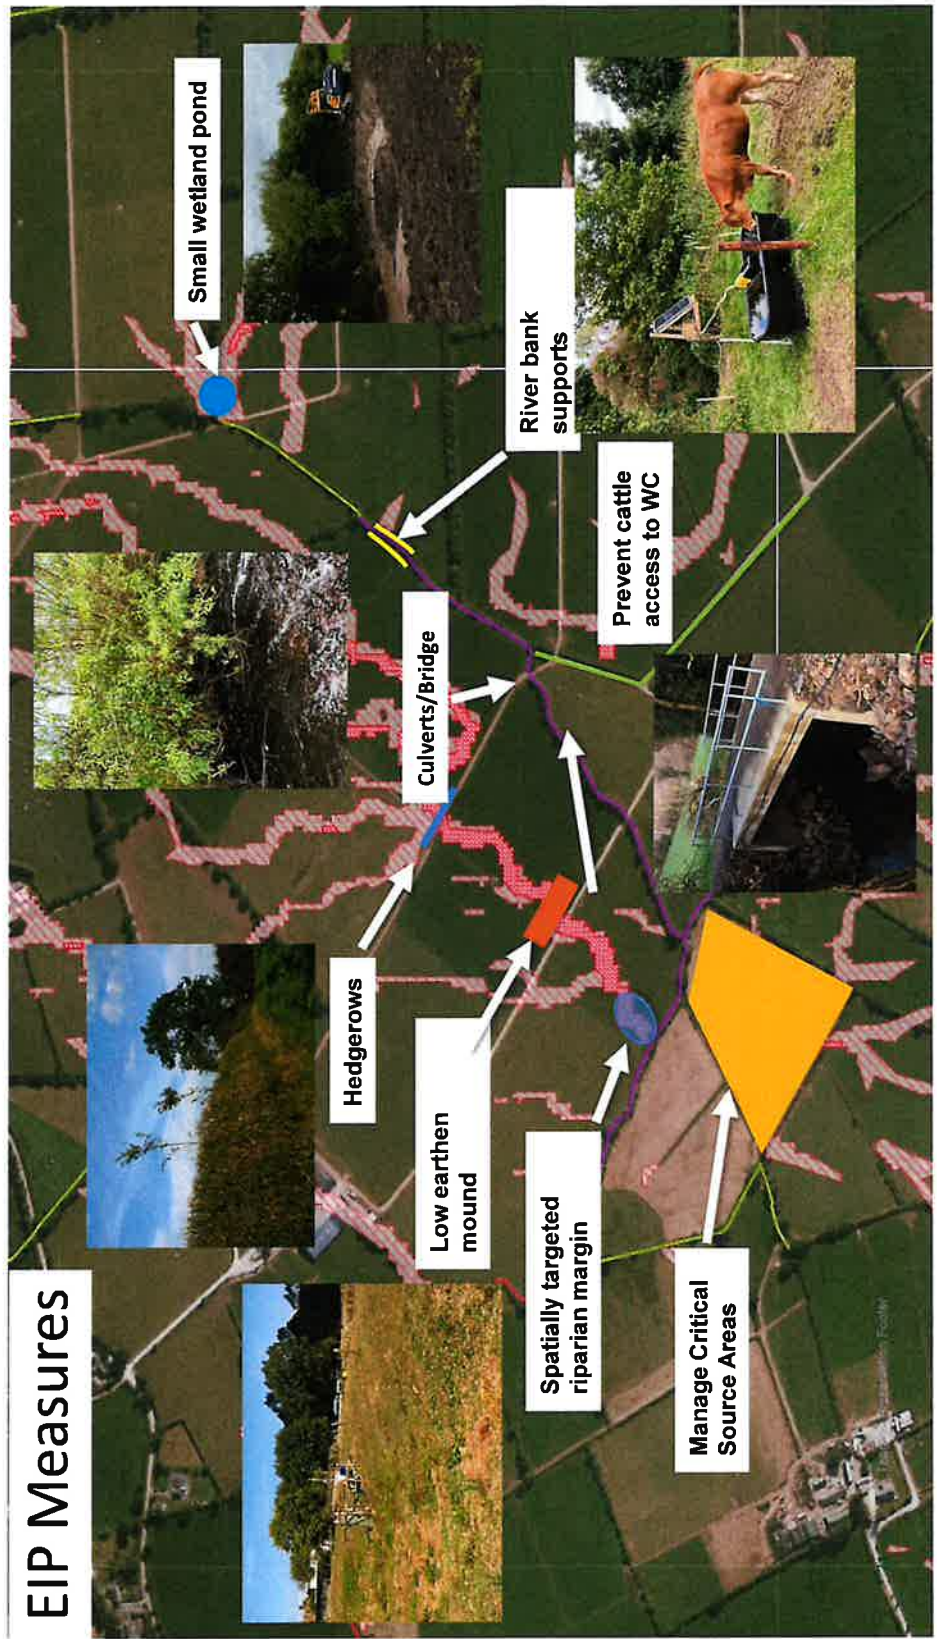 EIP Measures
Small wetland pond
River bank
supports
Culverts/Bridge
Prevent cattle
access to WC
Hedgerows
Low earthen
mound
Spatially targeted
riparian margin
Manage Critical
Source Areas
Footer